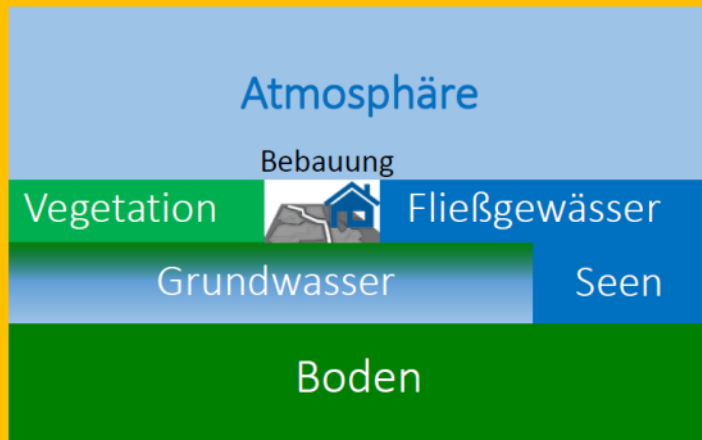 Atmosphäre
Bebauung
Vegetation
Fließgewässer
Grundwasser
Seen
Boden